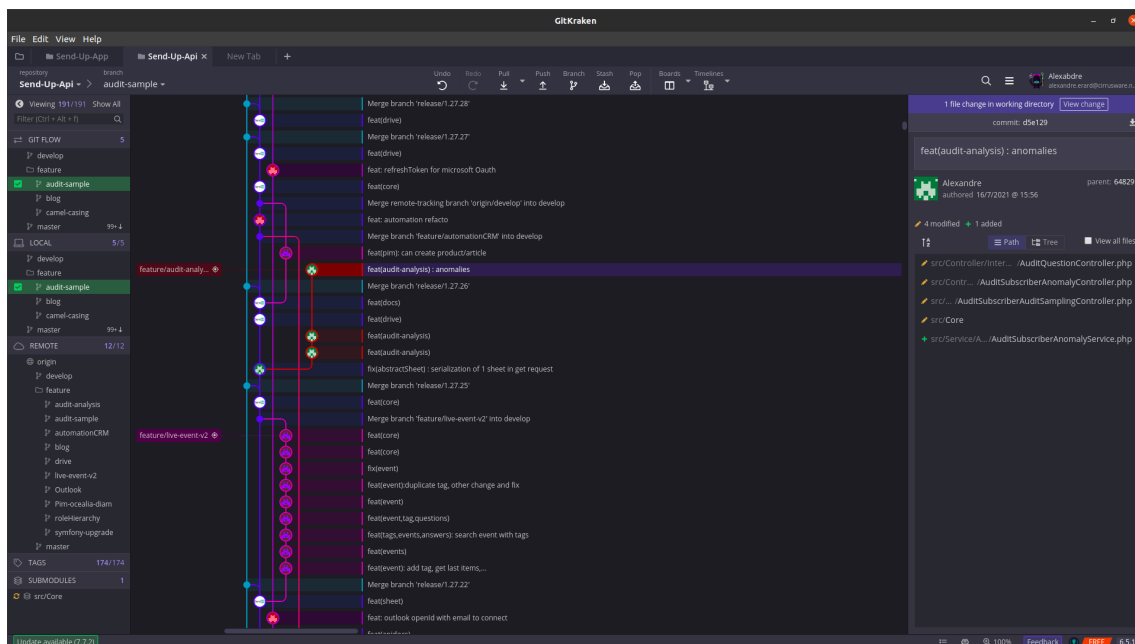 GitKraken
File Edit View Help
Send-Up-App Send-Up-Api × New Tab +
repository branch Undo Redo Pull Push Branch Stash Pop Boards Timelines
Send-Up-Api audit-sample
Alexabdre
alexandre.erard@cirrusware.n...
Viewing 191/191 Show All
Filter (Ctrl + Alt + f)
GIT FLOW 5
develop
feature
audit-sample
blog
camel-casing
master 99+↓
LOCAL 5/5
develop
feature
audit-sample
blog
camel-casing
master 99+↓
REMOTE 12/12
origin
develop
feature
audit-analysis
audit-sample
automationCRM
blog
drive
live-event-v2
Outlook
Pim-ocealia-diam
roleHierarchy
symfony-upgrade
master
TAGS 174/174
SUBMODULES 1
src/Core
feature/audit-analy...
feature/live-event-v2
Merge branch 'release/1.27.28'
feat(drive)
Merge branch 'release/1.27.27'
feat(drive)
feat: refreshToken for microsoft Oauth
feat(core)
Merge remote-tracking branch 'origin/develop' into develop
feat: automation refacto
Merge branch 'feature/automationCRM' into develop
feat(pim): can create product/article
feat(audit-analysis) : anomalies
Merge branch 'release/1.27.26'
feat(docs)
feat(drive)
feat(audit-analysis)
feat(audit-analysis)
fix(abstractSheet) : serialization of 1 sheet in get request
Merge branch 'release/1.27.25'
feat(core)
Merge branch 'feature/live-event-v2' into develop
feat(core)
feat(core)
fix(event)
feat(event):duplicate tag, other change and fix
feat(event)
feat(event,tag,questions)
feat(tags,events,answers): search event with tags
feat(events)
feat(event): add tag, get last items,...
Merge branch 'release/1.27.22'
feat(sheet)
feat: outlook openId with email to connect
1 file change in working directory View change
commit: d5e129
feat(audit-analysis) : anomalies
Alexandre parent: 64829
authored 16/7/2021 @ 15:56
4 modified + 1 added
Path Tree View all files
src/Controller/Inter... /AuditQuestionController.php
src/Contr... /AuditSubscriberAnomalyController.php
src/... /AuditSubscriberAuditSamplingController.php
src/Core
+ src/Service/A.../AuditSubscriberAnomalyService.php
Update available (7.7.2) 100% Feedback FREE 6.5.1